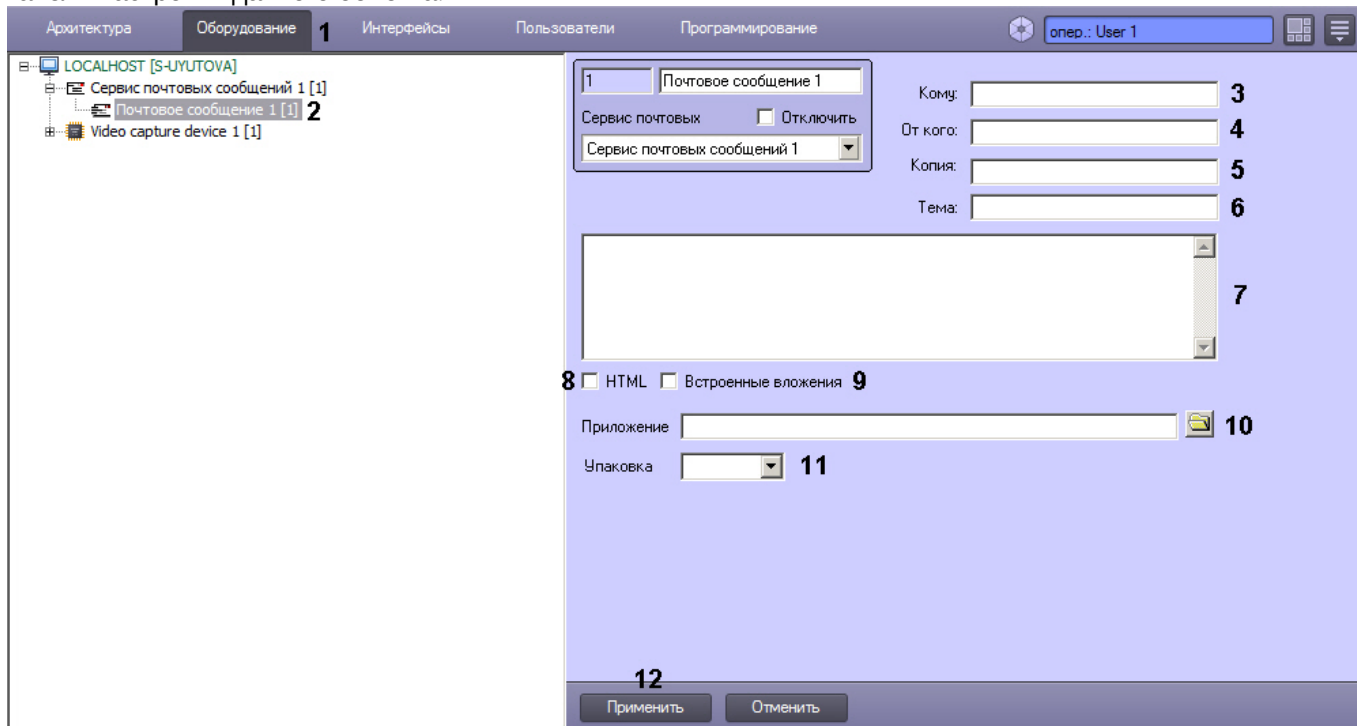 Архитектура Оборудование 1 Интерфейсы Пользователи Программирование опер.: User 1
LOCALHOST [S-UYUTOVA]
Сервис почтовых сообщений 1 [1]
Почтовое сообщение 1 [1] 2
Video capture device 1 [1]
1 Почтовое сообщение 1
Сервис почтовых Отключить
Сервис почтовых сообщений 1
Кому: 3
От кого: 4
Копия: 5
Тема: 6
7
8 HTML Встроенные вложения 9
Приложение 10
Упаковка 11
12
Применить Отменить